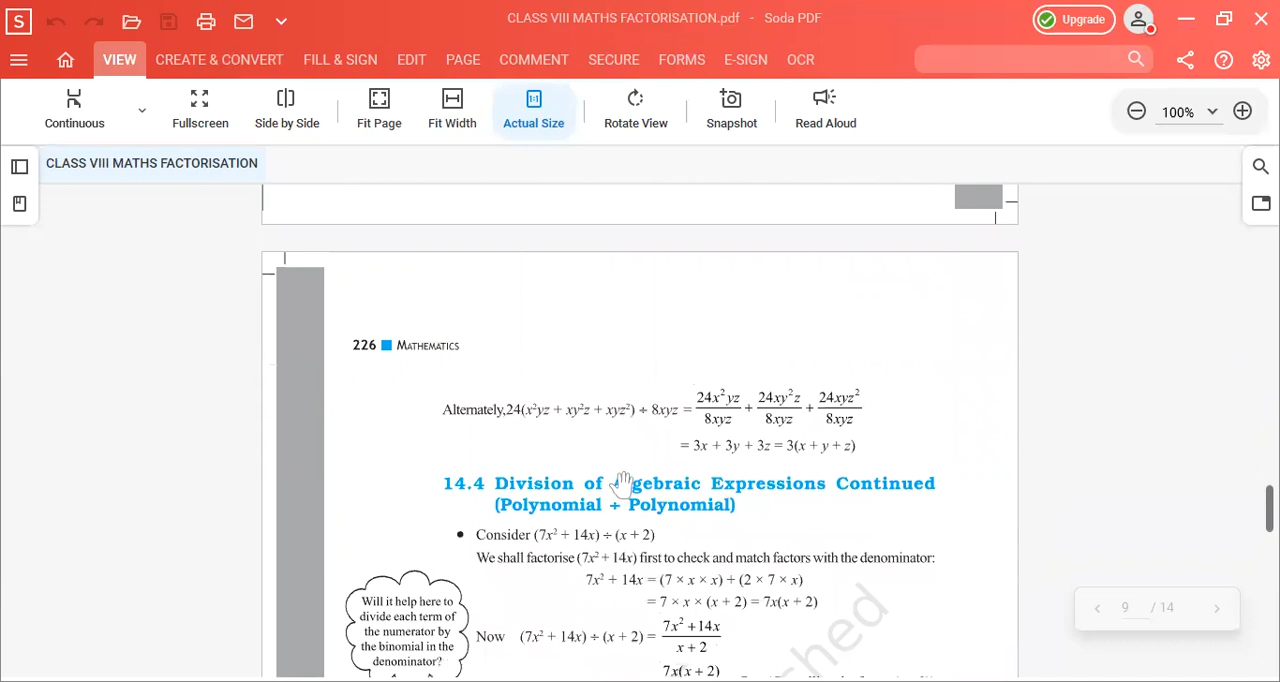 S
CLASS VIII MATHS FACTORISATION.pdf - Soda PDF
Upgrade
VIEW CREATE & CONVERT FILL & SIGN EDIT PAGE COMMENT SECURE FORMS E-SIGN OCR
Continuous Fullscreen Side by Side Fit Page Fit Width Actual Size Rotate View Snapshot Read Aloud 100%
CLASS VIII MATHS FACTORISATION
226 MATHEMATICS
Alternately, 24(x²yz + xy²z + xyz²) ÷ 8xyz = 24x²yz/8xyz + 24xy²z/8xyz + 24xyz²/8xyz
= 3x + 3y + 3z = 3(x + y + z)
14.4 Division of Algebraic Expressions Continued
(Polynomial ÷ Polynomial)
• Consider (7x² + 14x) ÷ (x + 2)
We shall factorise (7x² + 14x) first to check and match factors with the denominator:
7x² + 14x = (7 × x × x) + (2 × 7 × x)
= 7 × x × (x + 2) = 7x(x + 2)
Will it help here to
divide each term of
the numerator by
the binomial in the
denominator?
Now (7x² + 14x) ÷ (x + 2) = 7x² +14x/x + 2
7x(x + 2)
9 / 14